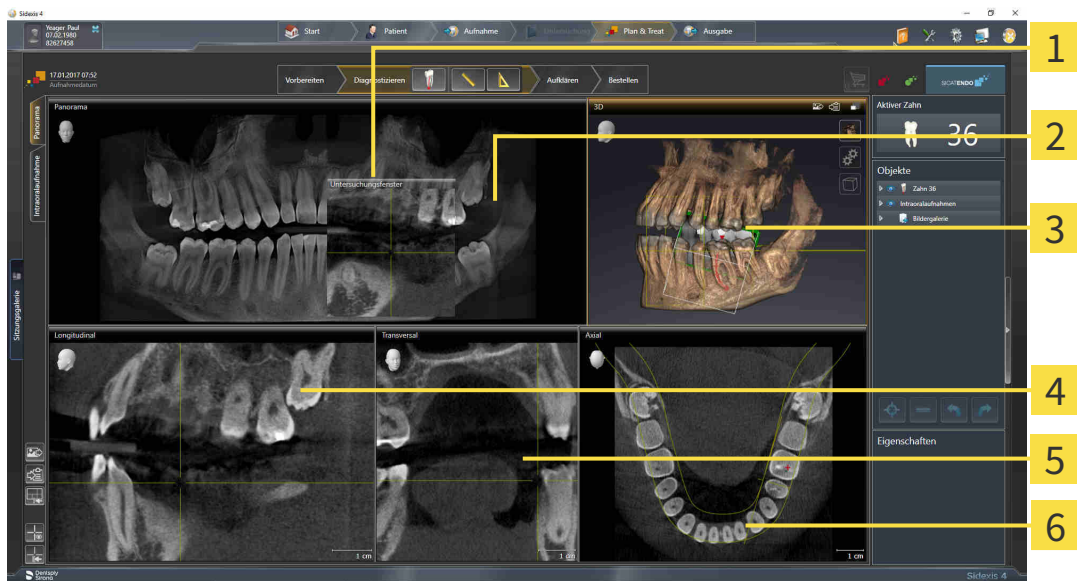 Sidexis 4
Yeager Paul
07.02.1980
82627458
Start
Patient
Aufnahme
Untersuchung
Plan & Treat
Ausgabe
1
17.01.2017 07:52
Aufnahmedatum
Vorbereiten
Diagnostizieren
Aufklären
Bestellen
SICATENDO
Panorama
Intraoralaufnahme
Sitzungsgalerie
Panorama
Untersuchungsfenster
3D
Aktiver Zahn
36
2
Objekte
Zahn 36
Intraoralaufnahmen
Bildergalerie
3
Longitudinal
Transversal
Axial
4
Eigenschaften
5
6
1 cm
1 cm
1 cm
Dentsply
Sirona
Sidexis 4